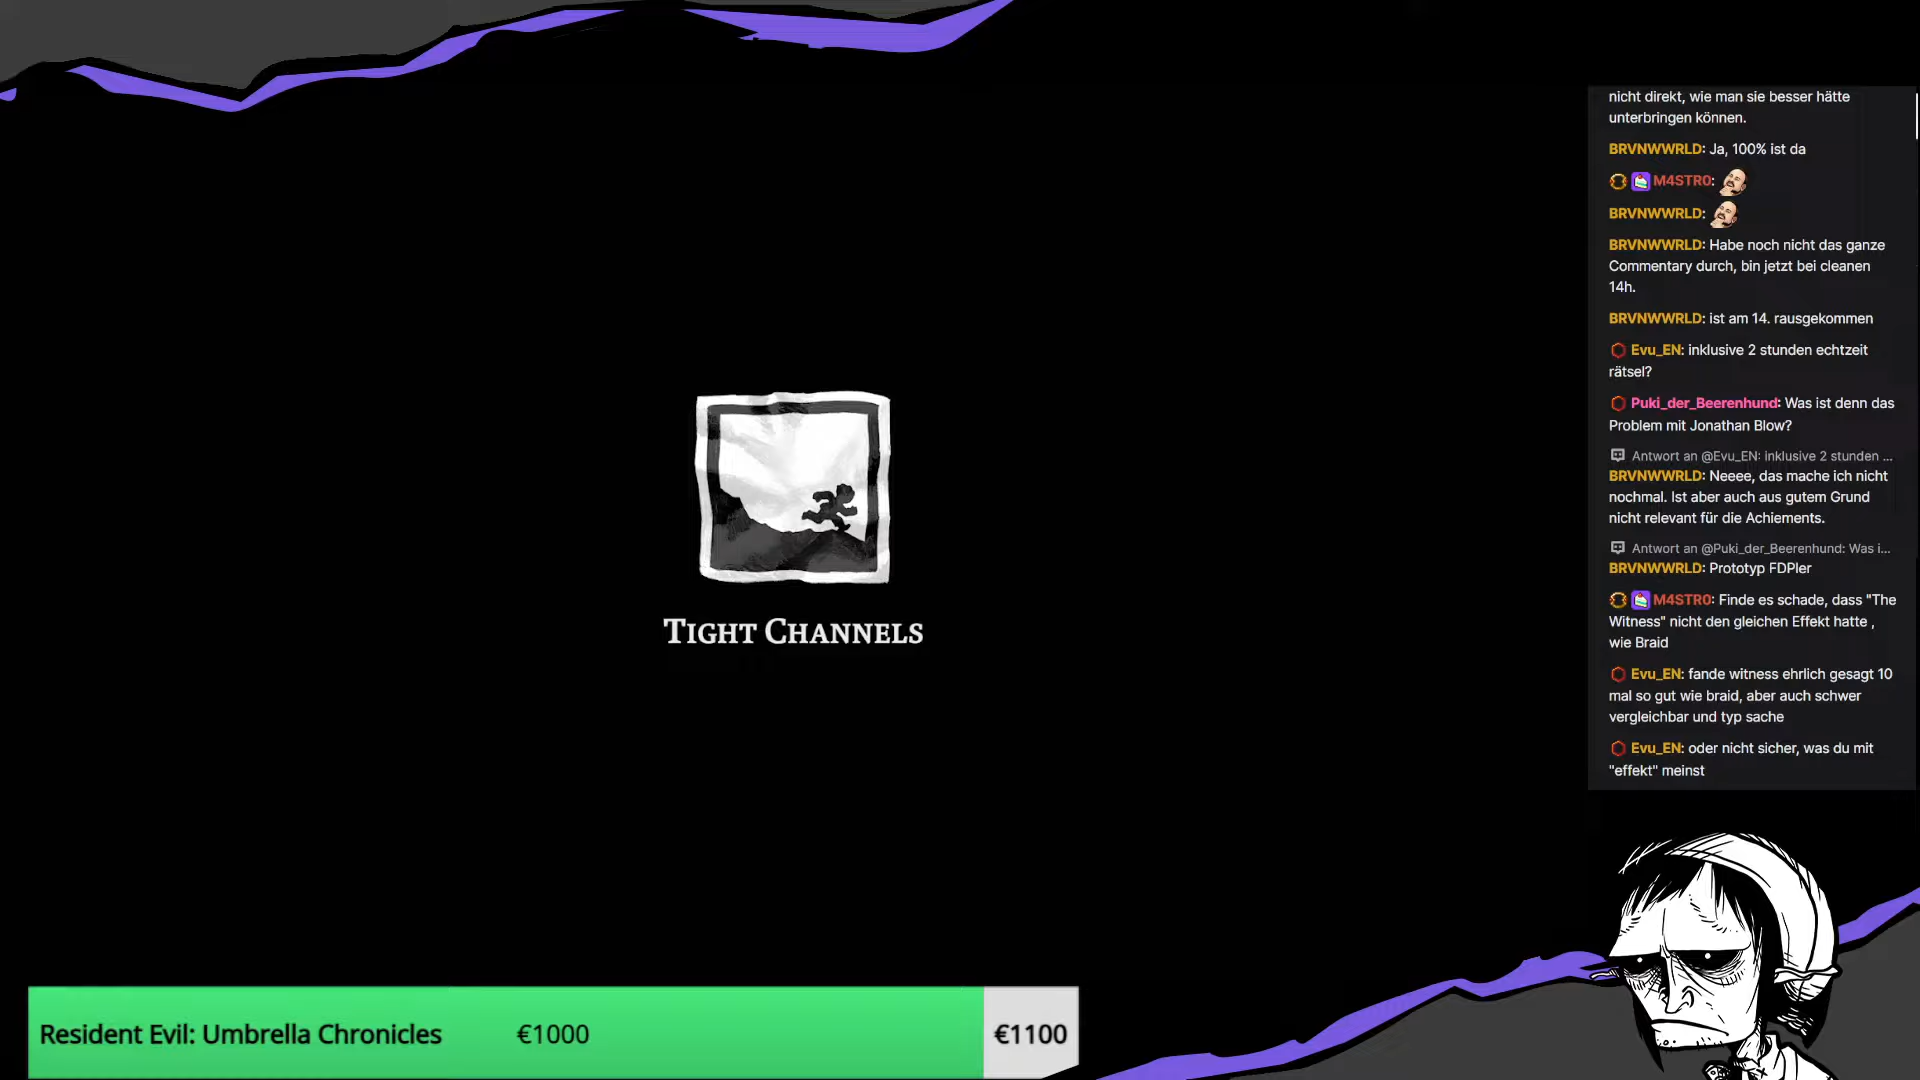 TIGHT CHANNELS
nicht direkt, wie man sie besser hätte
unterbringen können.
BRVNWWRLD: Ja, 100% ist da
M4STR0:
BRVNWWRLD:
BRVNWWRLD: Habe noch nicht das ganze
Commentary durch, bin jetzt bei cleanen
14h.
BRVNWWRLD: ist am 14. rausgekommen
Evu_EN: inklusive 2 stunden echtzeit
rätsel?
Puki_der_Beerenhund: Was ist denn das
Problem mit Jonathan Blow?
Antwort an @Evu_EN: inklusive 2 stunden ...
BRVNWWRLD: Neeee, das mache ich nicht
nochmal. Ist aber auch aus gutem Grund
nicht relevant für die Achiements.
Antwort an @Puki_der_Beerenhund: Was i...
BRVNWWRLD: Prototyp FDPler
M4STR0: Finde es schade, dass "The
Witness" nicht den gleichen Effekt hatte ,
wie Braid
Evu_EN: fande witness ehrlich gesagt 10
mal so gut wie braid, aber auch schwer
vergleichbar und typ sache
Evu_EN: oder nicht sicher, was du mit
"effekt" meinst
Resident Evil: Umbrella Chronicles €1000 €1100